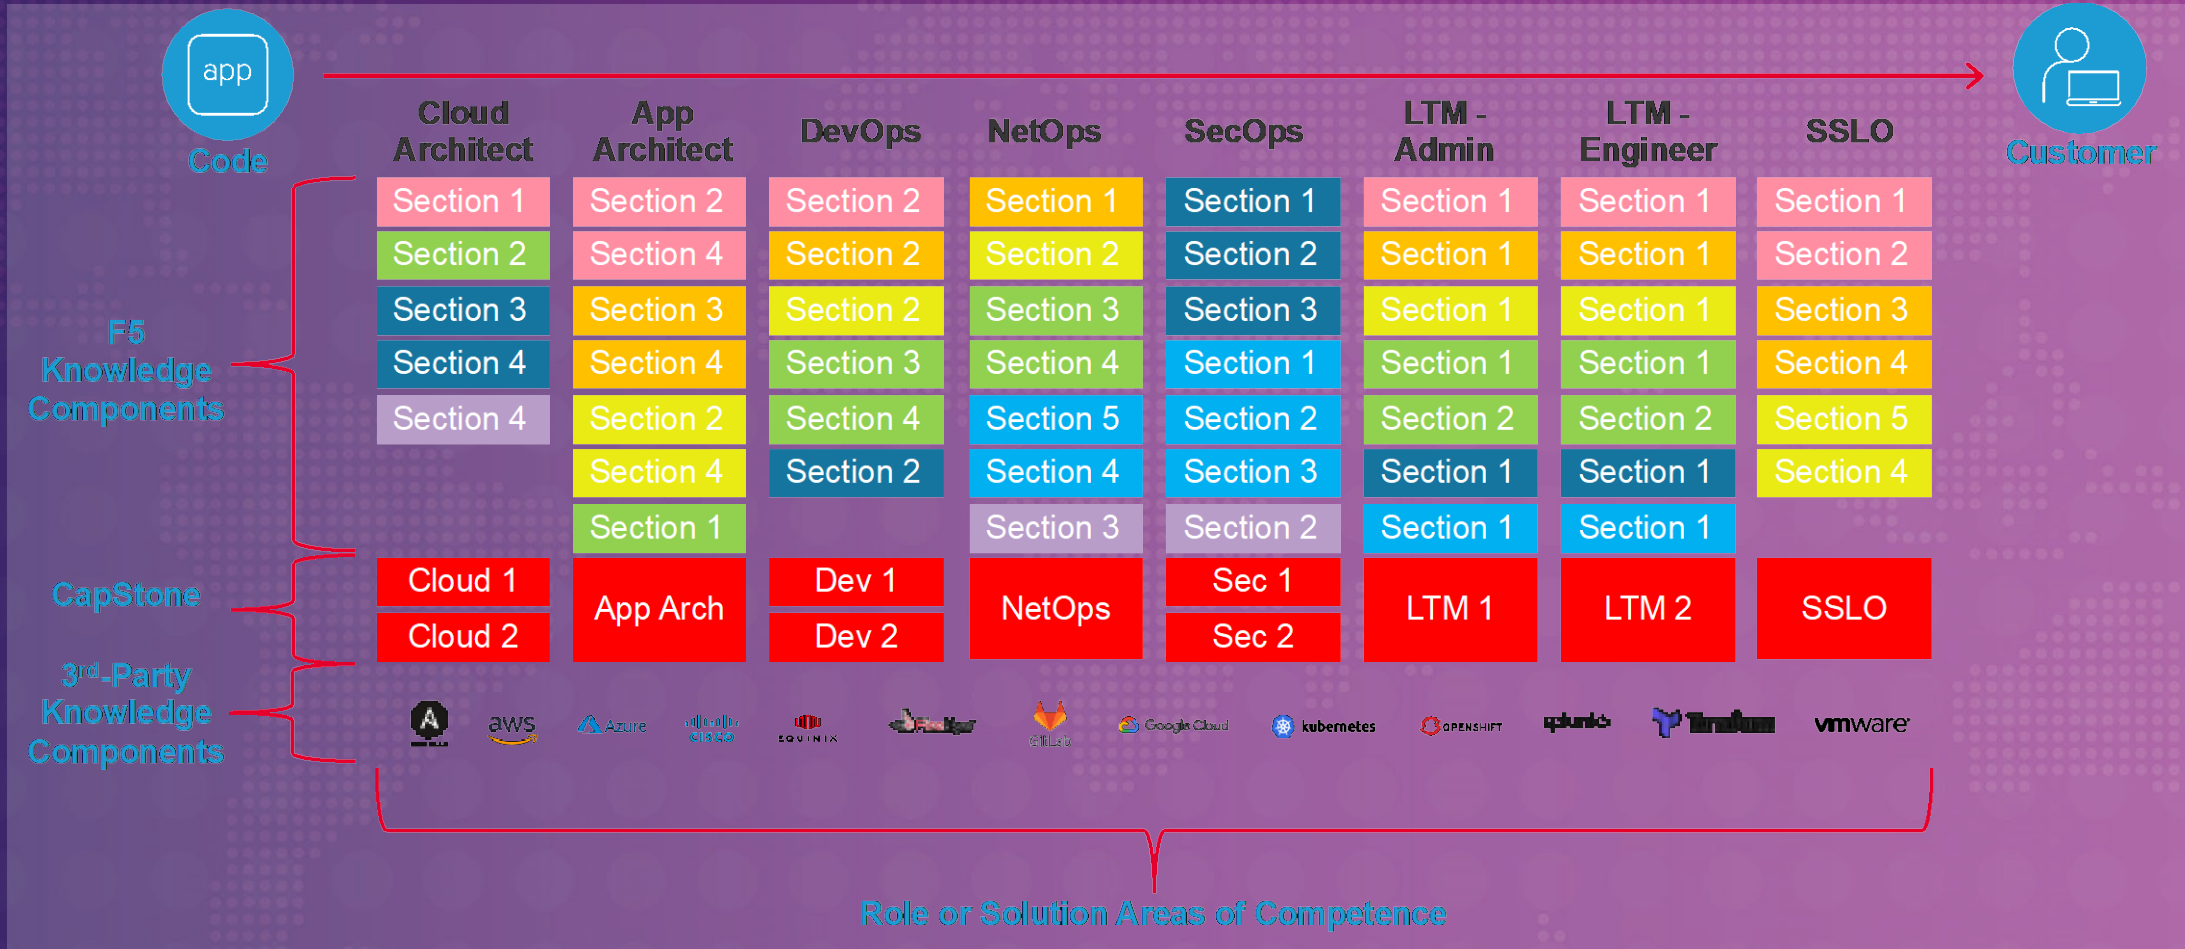 app
Code
Cloud
Architect
App
Architect
DevOps
NetOps
SecOps
LTM -
Admin
LTM -
Engineer
SSLO
Customer
F5
Knowledge
Components
Section 1 Section 2 Section 2 Section 1 Section 1 Section 1 Section 1 Section 1
Section 2 Section 4 Section 2 Section 2 Section 2 Section 1 Section 1 Section 2
Section 3 Section 3 Section 2 Section 3 Section 3 Section 1 Section 1 Section 3
Section 4 Section 4 Section 3 Section 4 Section 1 Section 1 Section 1 Section 4
Section 4 Section 2 Section 4 Section 5 Section 2 Section 2 Section 2 Section 5
Section 4 Section 2 Section 4 Section 3 Section 1 Section 1 Section 4
Section 1 Section 3 Section 2 Section 1 Section 1
CapStone
Cloud 1
Cloud 2
App Arch
Dev 1
Dev 2
NetOps
Sec 1
Sec 2
LTM 1
LTM 2
SSLO
3rd-Party
Knowledge
Components
A
aws
Azure
CISCO
EQUINIX
GitLab
Google Cloud
kubernetes
OPENSHIFT
splunk>
Terraform
vmware
Role or Solution Areas of Competence